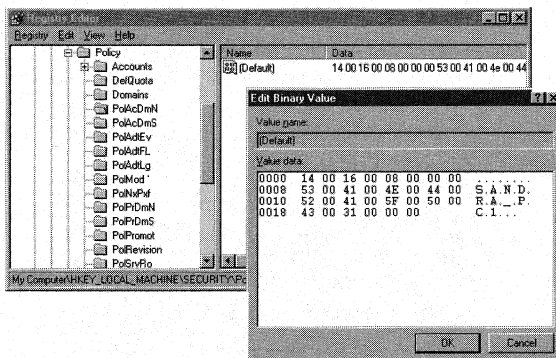 Registry Editor
Registry Edit View Help
Policy
Accounts
DefQuota
Domains
PolAcDmN
PolAcDmS
PolAdtEv
PolAdtFL
PolAdtLg
PolMod
PolNxPxf
PolPrDmN
PolPrDmS
PolPromot
PolRevision
PolSrvRo
Name Data
(Default) 14 00 16 00 08 00 00 00 53 00 41 00 4e 00 44
My Computer\HKEY_LOCAL_MACHINE\SECURITY\Po
Edit Binary Value
Value name:
(Default)
Value data:
0000 14 00 16 00 08 00 00 00 ........
0008 53 00 41 00 4E 00 44 00 S.A.N.D.
0010 52 00 41 00 5F 00 50 00 R.A._.P.
0018 43 00 31 00 00 00 C.1...
OK Cancel